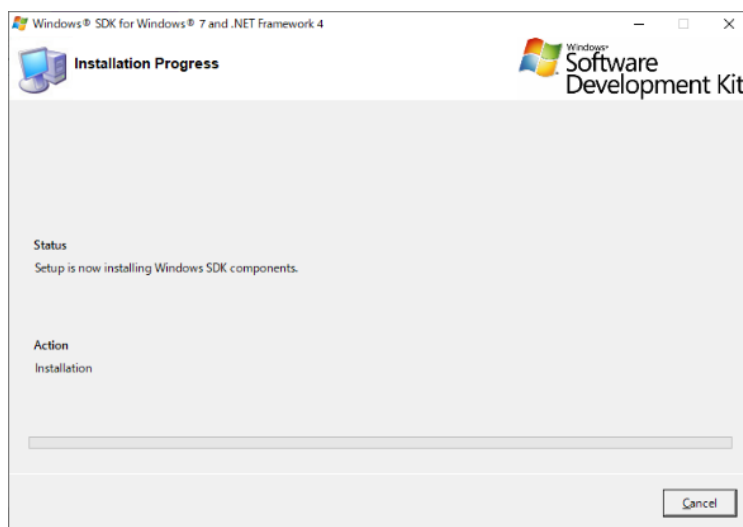 Windows® SDK for Windows® 7 and .NET Framework 4
Installation Progress
Windows®
Software
Development Kit
Status
Setup is now installing Windows SDK components.
Action
Installation
Cancel